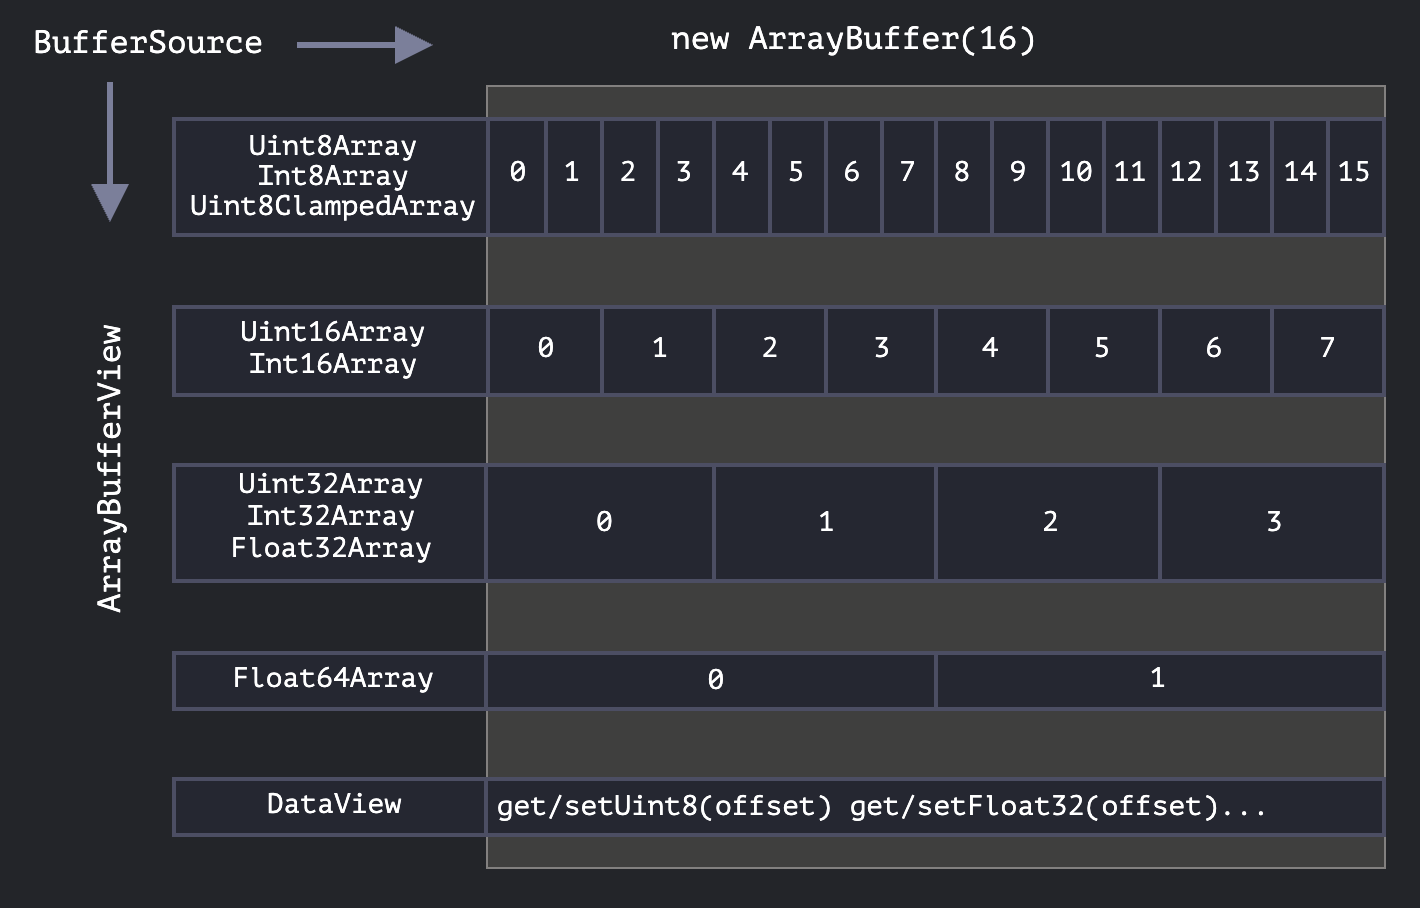 BufferSource
new ArrayBuffer(16)
Uint8Array
Int8Array
Uint8ClampedArray
0 1 2 3 4 5 6 7 8 9 10 11 12 13 14 15
ArrayBufferView
Uint16Array
Int16Array
0 1 2 3 4 5 6 7
Uint32Array
Int32Array
Float32Array
0 1 2 3
Float64Array
0 1
DataView
get/setUint8(offset) get/setFloat32(offset)...